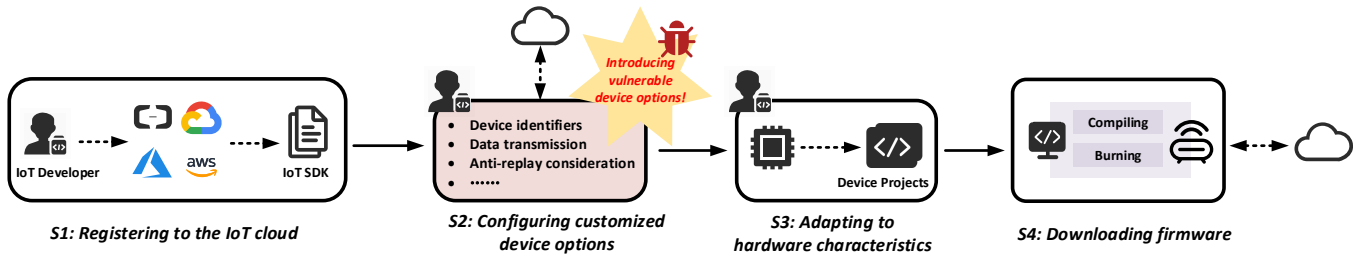 IoT Developer
aws
IoT SDK
S1: Registering to the IoT cloud
Introducing
vulnerable
device options!
• Device identifiers
• Data transmission
• Anti-replay consideration
• ······
S2: Configuring customized
device options
Device Projects
S3: Adapting to
hardware characteristics
Compiling
Burning
S4: Downloading firmware